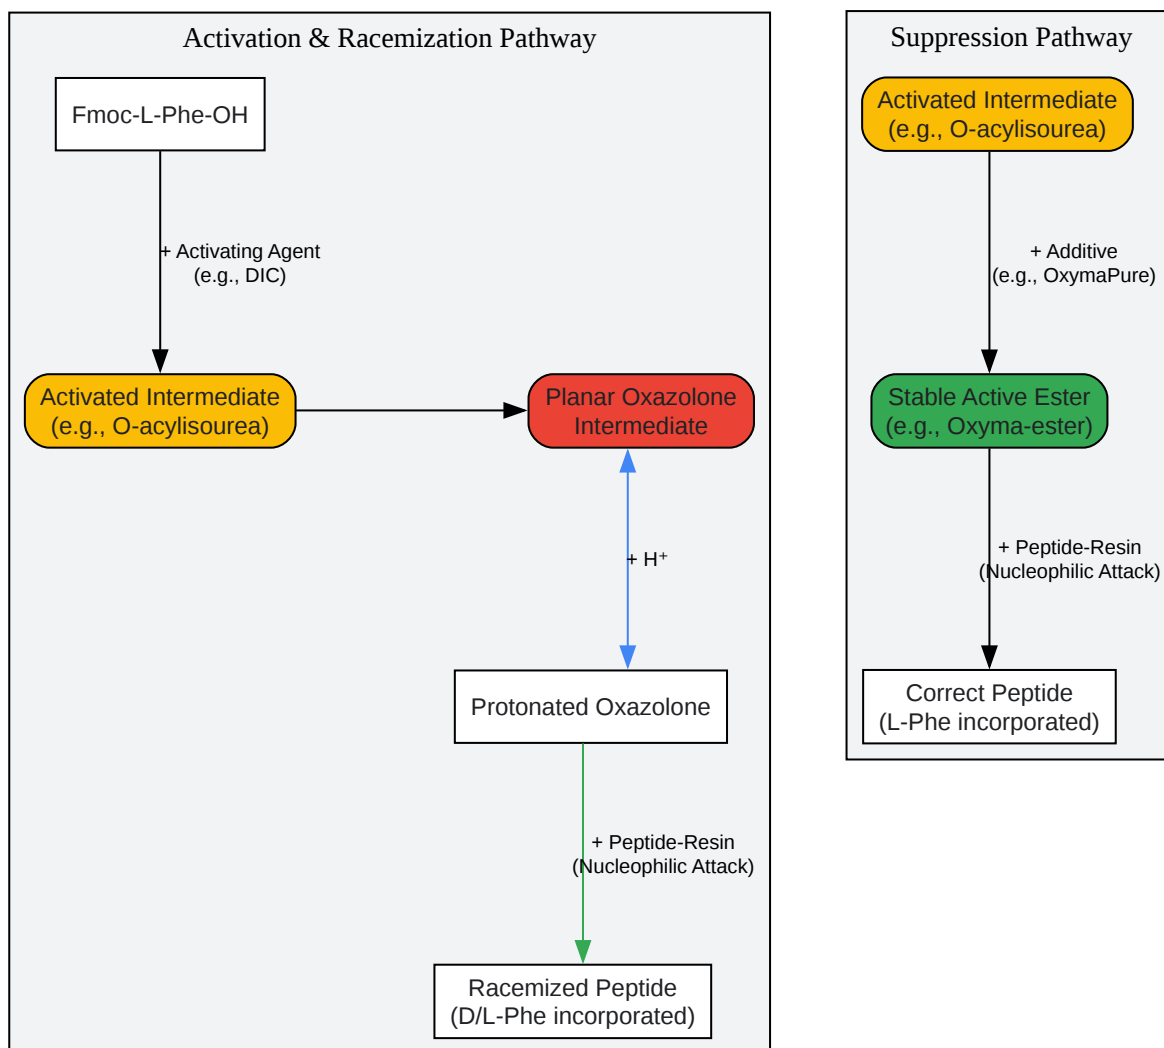 Activation & Racemization Pathway
Fmoc-L-Phe-OH
+ Activating Agent
(e.g., DIC)
Activated Intermediate
(e.g., O-acylisourea)
Planar Oxazolone
Intermediate
+ H⁺
Protonated Oxazolone
+ Peptide-Resin
(Nucleophilic Attack)
Racemized Peptide
(D/L-Phe incorporated)
Suppression Pathway
Activated Intermediate
(e.g., O-acylisourea)
+ Additive
(e.g., OxymaPure)
Stable Active Ester
(e.g., Oxyma-ester)
+ Peptide-Resin
(Nucleophilic Attack)
Correct Peptide
(L-Phe incorporated)